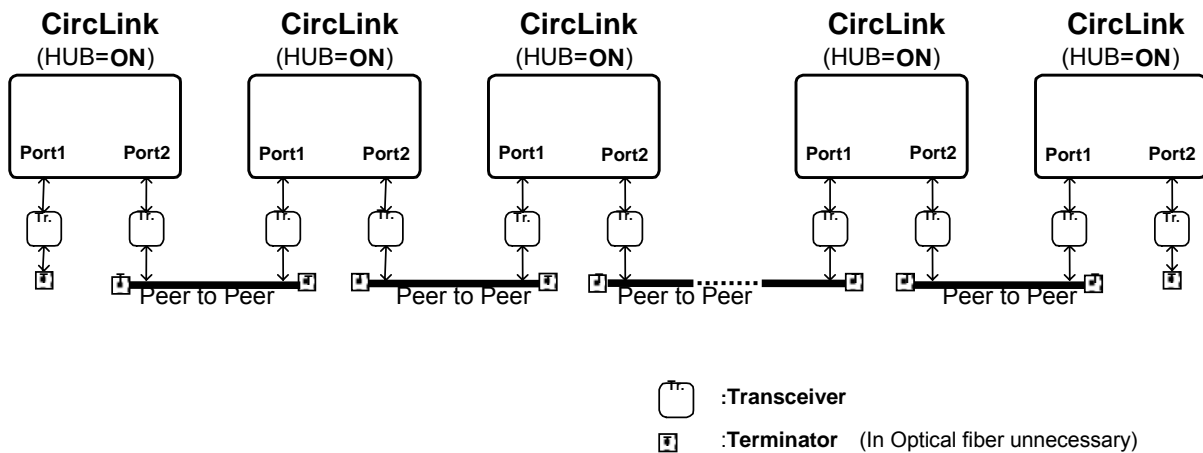 CircLink CircLink CircLink CircLink CircLink
(HUB=ON) (HUB=ON) (HUB=ON) (HUB=ON) (HUB=ON)
Port1 Port2 Port1 Port2 Port1 Port2 Port1 Port2 Port1 Port2
Tr. Tr. Tr. Tr. Tr. Tr. Tr. Tr. Tr. Tr.
Peer to Peer Peer to Peer Peer to Peer Peer to Peer
Tr. :Transceiver
:Terminator (In Optical fiber unnecessary)